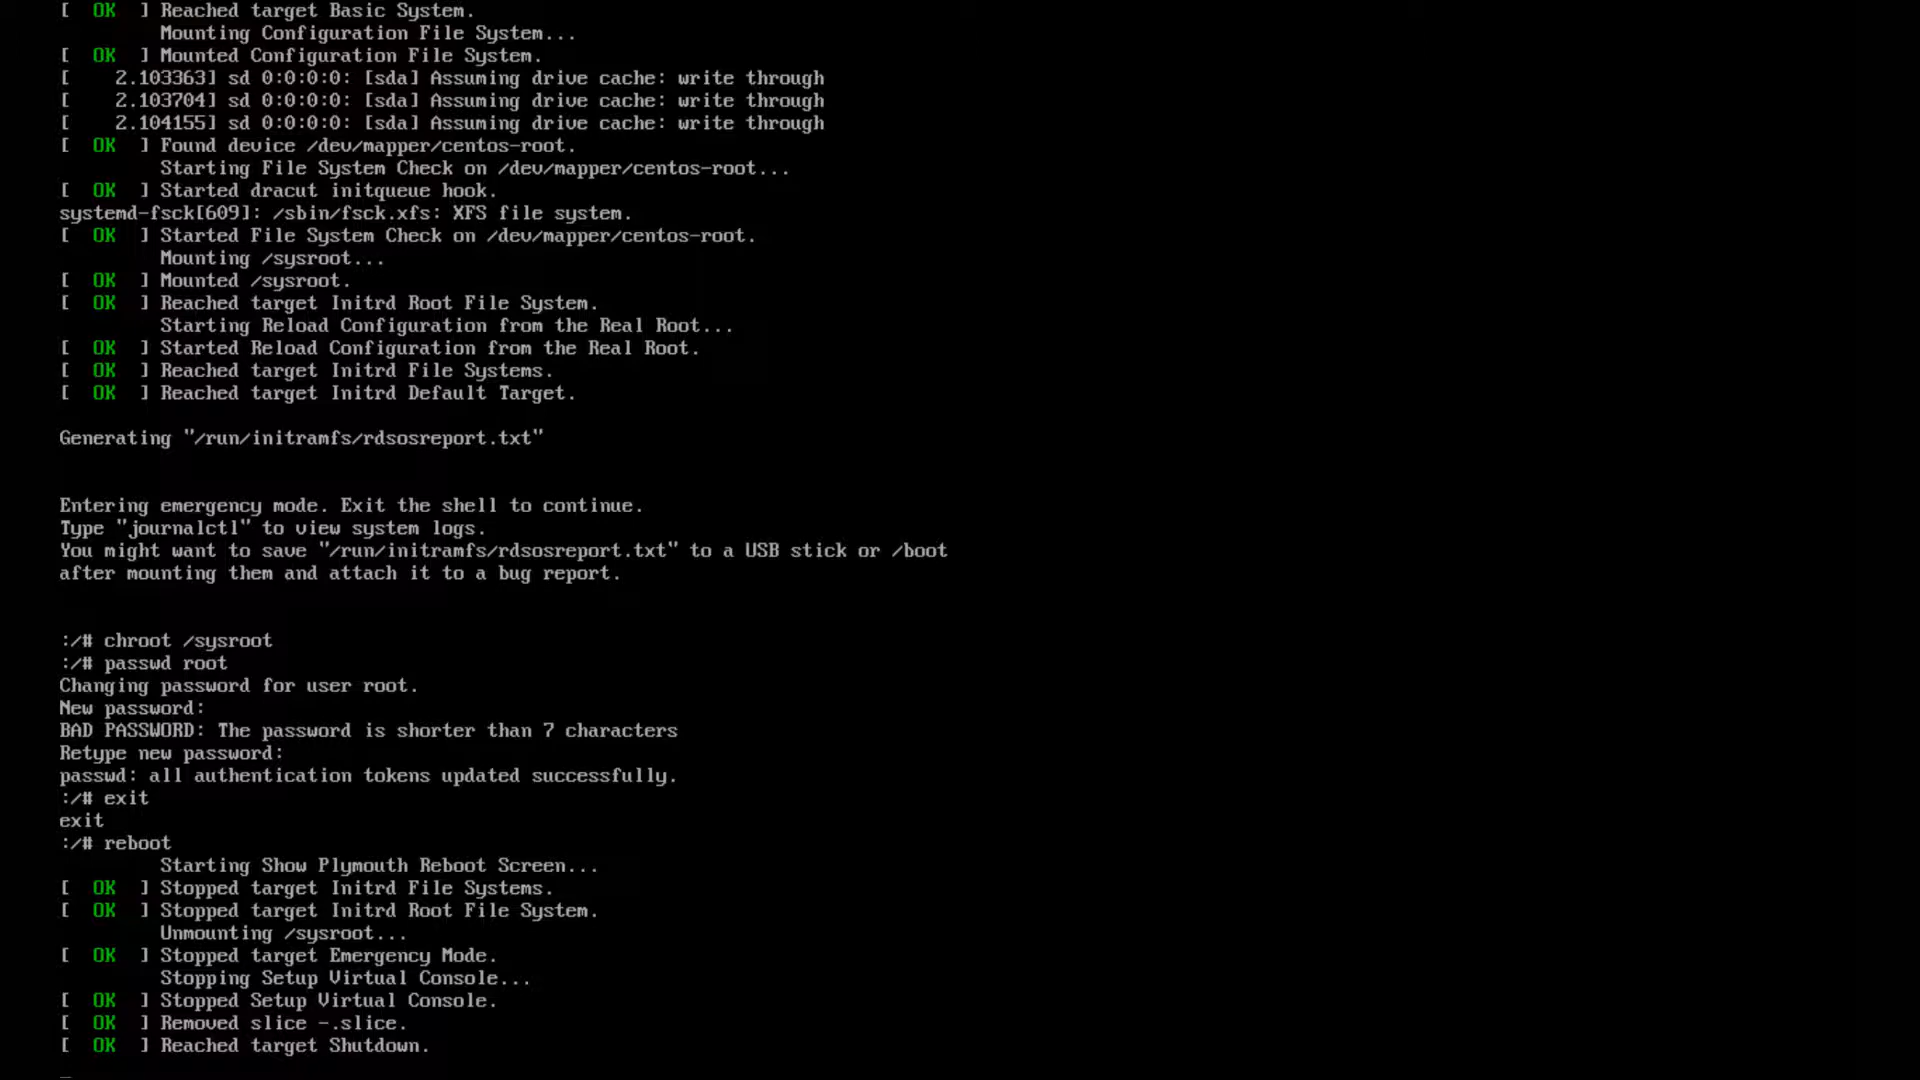 [  OK  ] Reached target Basic System.
         Mounting Configuration File System...
[  OK  ] Mounted Configuration File System.
[    2.103363] sd 0:0:0:0: [sda] Assuming drive cache: write through
[    2.103704] sd 0:0:0:0: [sda] Assuming drive cache: write through
[    2.104155] sd 0:0:0:0: [sda] Assuming drive cache: write through
[  OK  ] Found device /dev/mapper/centos-root.
         Starting File System Check on /dev/mapper/centos-root...
[  OK  ] Started dracut initqueue hook.
systemd-fsck[609]: /sbin/fsck.xfs: XFS file system.
[  OK  ] Started File System Check on /dev/mapper/centos-root.
         Mounting /sysroot...
[  OK  ] Mounted /sysroot.
[  OK  ] Reached target Initrd Root File System.
         Starting Reload Configuration from the Real Root...
[  OK  ] Started Reload Configuration from the Real Root.
[  OK  ] Reached target Initrd File Systems.
[  OK  ] Reached target Initrd Default Target.
Generating "/run/initramfs/rdsosreport.txt"
Entering emergency mode. Exit the shell to continue.
Type "journalctl" to view system logs.
You might want to save "/run/initramfs/rdsosreport.txt" to a USB stick or /boot
after mounting them and attach it to a bug report.
:/# chroot /sysroot
:/# passwd root
Changing password for user root.
New password:
BAD PASSWORD: The password is shorter than 7 characters
Retype new password:
passwd: all authentication tokens updated successfully.
:/# exit
exit
:/# reboot
         Starting Show Plymouth Reboot Screen...
[  OK  ] Stopped target Initrd File Systems.
[  OK  ] Stopped target Initrd Root File System.
         Unmounting /sysroot...
[  OK  ] Stopped target Emergency Mode.
         Stopping Setup Virtual Console...
[  OK  ] Stopped Setup Virtual Console.
[  OK  ] Removed slice -.slice.
[  OK  ] Reached target Shutdown.
_